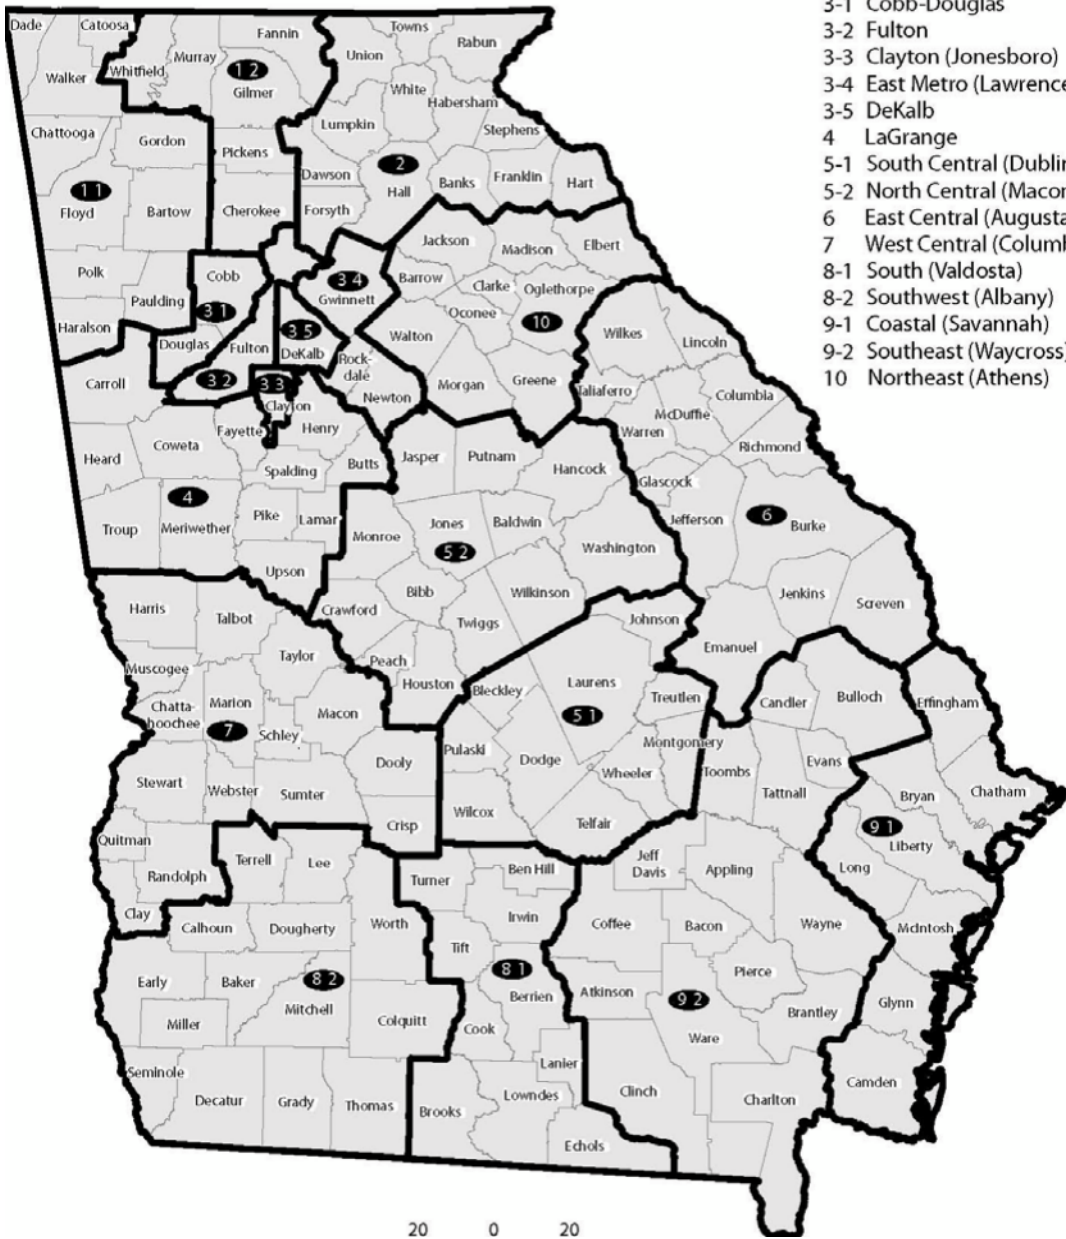 3-1 Cobb-Douglas
3-2 Fulton
3-3 Clayton (Jonesboro)
3-4 East Metro (Lawrence
3-5 DeKalb
4 LaGrange
5-1 South Central (Dublin
5-2 North Central (Macon
6 East Central (Augusta
7 West Central (Columb
8-1 South (Valdosta)
8-2 Southwest (Albany)
9-1 Coastal (Savannah)
9-2 Southeast (Waycross)
10 Northeast (Athens)
Dade
Catoosa
Fannin
Towns
Rabun
Union
Murray
Whitfield
Walker
1 2
Gilmer
White
Habersham
Lumpkin
Stephens
Chattooga
Gordon
Pickens
Dawson
2
Hall
Banks
Franklin
Hart
1 1
Floyd
Bartow
Cherokee
Forsyth
Jackson
Madison
Elbert
Polk
Cobb
Barrow
3 4
Gwinnett
Clarke
Oglethorpe
Paulding
3 1
Oconee
10
Haralson
Douglas
Fulton
3 5
DeKalb
Walton
Wilkes
Lincoln
Rock-
dale
Carroll
3 2
3 3
Newton
Morgan
Greene
Taliaferro
Columbia
Clayton
McDuffie
Fayette
Henry
Warren
Richmond
Coweta
Heard
Spalding
Butts
Jasper
Putnam
Hancock
Glascock
4
Meriwether
Troup
Pike
Lamar
Monroe
Jones
Baldwin
5 2
Jefferson
6
Burke
Washington
Upson
Bibb
Wilkinson
Jenkins
Screven
Harris
Talbot
Crawford
Twiggs
Johnson
Emanuel
Taylor
Muscogee
Peach
Houston
Bleckley
Laurens
Treutlen
Candler
Bulloch
Effingham
Chatta-
hoochee
Marion
7
Macon
Schley
5 1
Montgomery
Pulaski
Dodge
Wheeler
Toombs
Evans
Tattnall
Stewart
Webster
Sumter
Dooly
Bryan
Chatham
Wilcox
Telfair
Crisp
9 1
Liberty
Quitman
Randolph
Terrell
Lee
Turner
Ben Hill
Jeff
Davis
Appling
Long
Clay
Calhoun
Dougherty
Worth
Irwin
Coffee
Bacon
Wayne
McIntosh
Tift
8 1
Early
Baker
8 2
Mitchell
Berrien
Atkinson
Pierce
9 2
Brantley
Glynn
Miller
Colquitt
Cook
Ware
Lanier
Seminole
Decatur
Grady
Thomas
Brooks
Lowndes
Clinch
Charlton
Camden
Echols
20 0 20